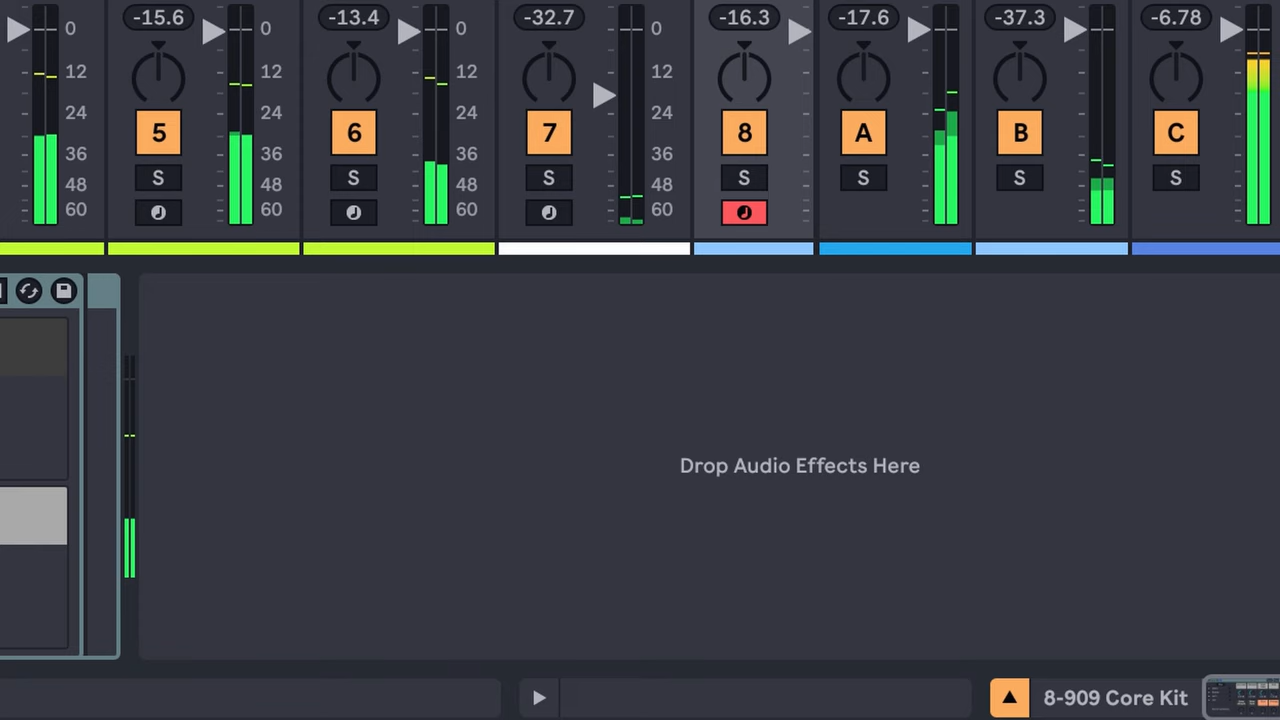 -15.6 -13.4 -32.7 -16.3 -17.6 -37.3 -6.78
0 0 0 0
12 12 12 12
24 24 24 24
5 6 7 8 A B C
36 36 36 36
S S S S S S S
48 48 48 48
60 60 60 60
Drop Audio Effects Here
8-909 Core Kit